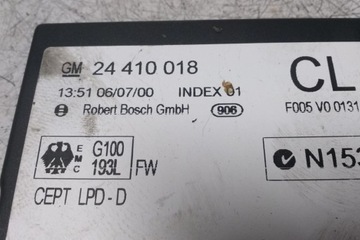 GM 24 410 018 CL
13:51 06/07/00 INDEX 01
Robert Bosch GmbH 906 F005 V0 0131
EMC G100 193L FW N153
CEPT LPD - D